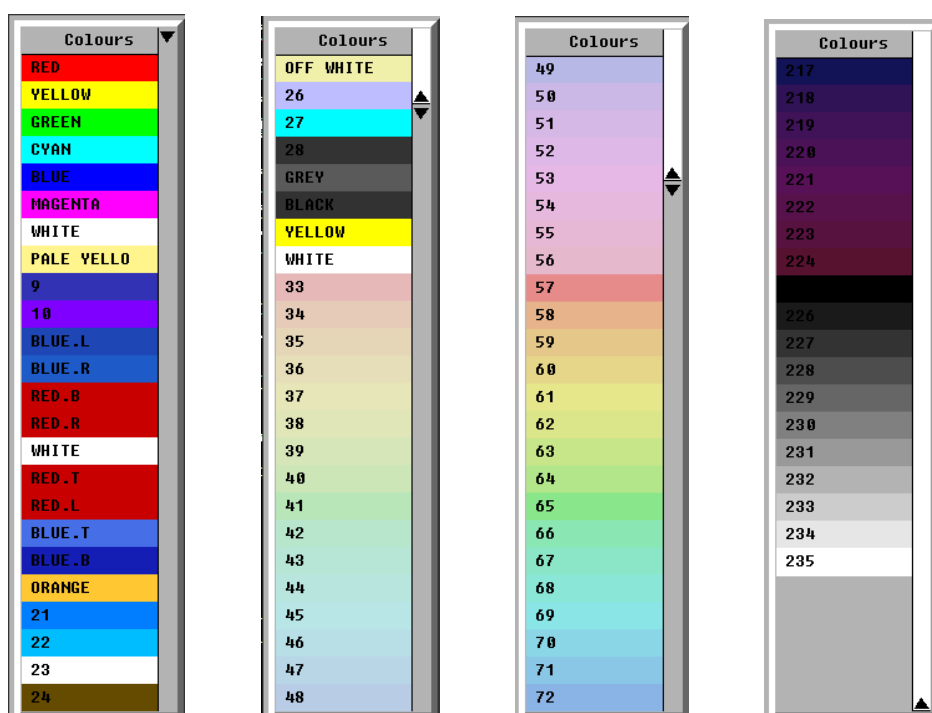 Colours
RED
YELLOW
GREEN
CYAN
BLUE
MAGENTA
WHITE
PALE YELLO
9
10
BLUE.L
BLUE.R
RED.B
RED.R
WHITE
RED.T
RED.L
BLUE.T
BLUE.B
ORANGE
21
22
23
24
Colours
OFF WHITE
26
27
28
GREY
BLACK
YELLOW
WHITE
33
34
35
36
37
38
39
40
41
42
43
44
45
46
47
48
Colours
49
50
51
52
53
54
55
56
57
58
59
60
61
62
63
64
65
66
67
68
69
70
71
72
Colours
217
218
219
220
221
222
223
224
226
227
228
229
230
231
232
233
234
235